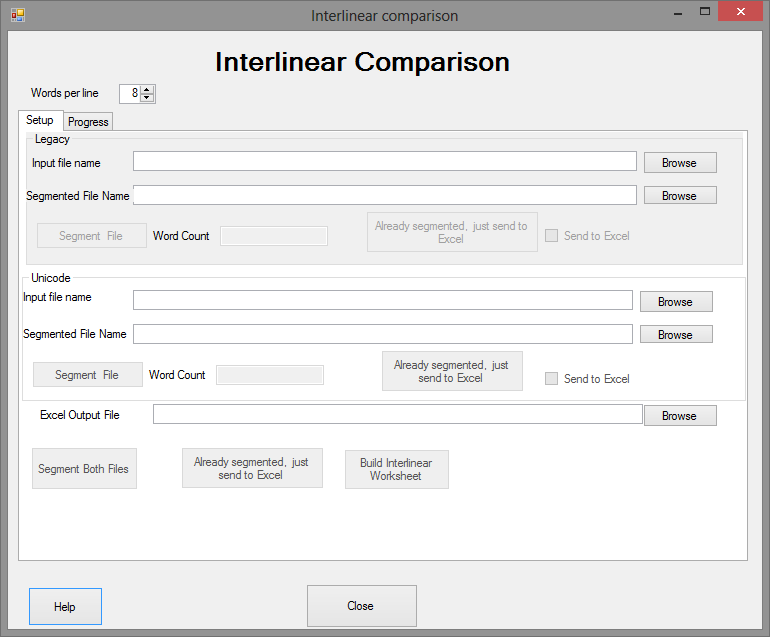 Interlinear comparison
Interlinear Comparison
Words per line 8
Setup Progress
Legacy
Input file name Browse
Segmented File Name Browse
Segment File Word Count Already segmented, just send to
Excel Send to Excel
Unicode
Input file name Browse
Segmented File Name Browse
Segment File Word Count Already segmented, just
send to Excel Send to Excel
Excel Output File Browse
Segment Both Files Already segmented, just
send to Excel Build Interlinear
Worksheet
Help Close